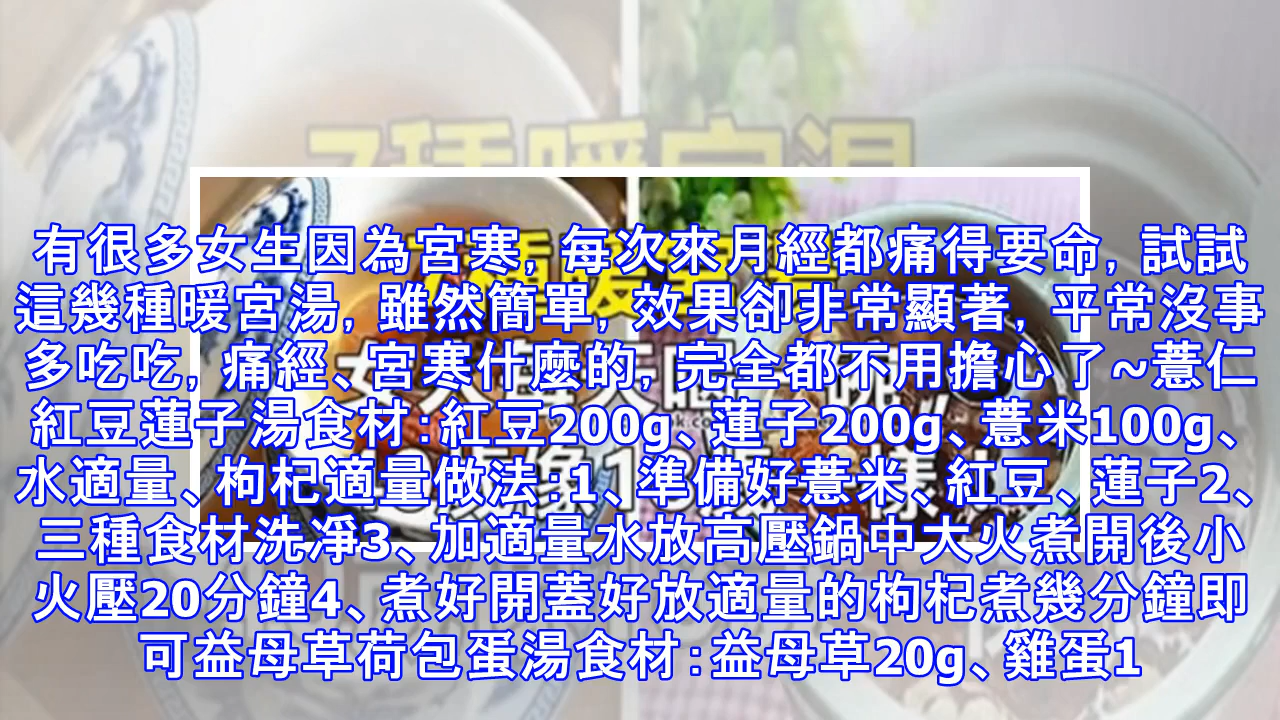 7種暖宮湯
有很多女生因為宮寒, 每次來月經都痛得要命, 試試
這幾種暖宮湯, 雖然簡單, 效果卻非常顯著, 平常沒事
多吃吃, 痛經、宮寒什麼的, 完全都不用擔心了~薏仁
紅豆蓮子湯食材:紅豆200g、蓮子200g、薏米100g、
水適量、枸杞適量做法:1、準備好薏米、紅豆、蓮子2、
三種食材洗凈3、加適量水放高壓鍋中大火煮開後小
火壓20分鐘4、煮好開蓋好放適量的枸杞煮幾分鐘即
可益母草荷包蛋湯食材:益母草20g、雞蛋1